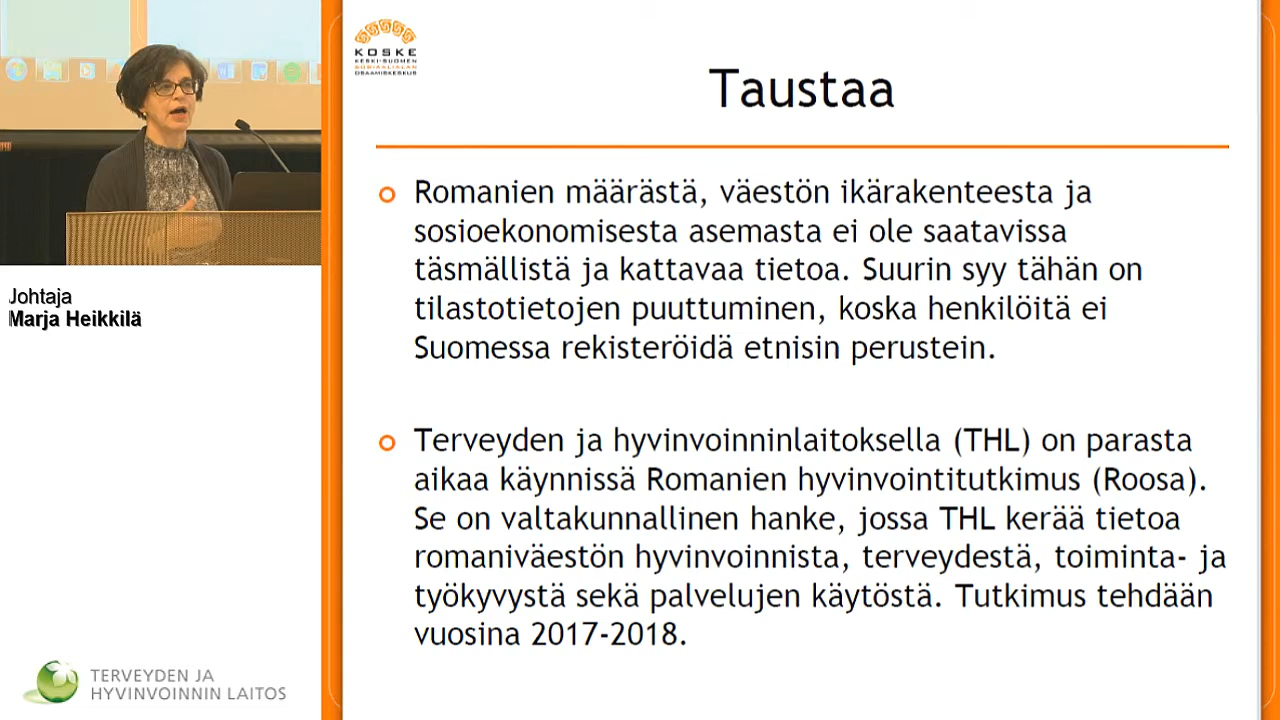 KOSKE
KESKI-SUOMEN
SOSIAALIALAN
OSAAMISKESKUS
Taustaa
Romanien määrästä, väestön ikärakenteesta ja
sosioekonomisesta asemasta ei ole saatavissa
täsmällistä ja kattavaa tietoa. Suurin syy tähän on
tilastotietojen puuttuminen, koska henkilöitä ei
Suomessa rekisteröidä etnisin perustein.
Terveyden ja hyvinvoinninlaitoksella (THL) on parasta
aikaa käynnissä Romanien hyvinvointitutkimus (Roosa).
Se on valtakunnallinen hanke, jossa THL kerää tietoa
romaniväestön hyvinvoinnista, terveydestä, toiminta- ja
työkyvystä sekä palvelujen käytöstä. Tutkimus tehdään
vuosina 2017-2018.
Johtaja
Marja Heikkilä
TERVEYDEN JA
HYVINVOINNIN LAITOS